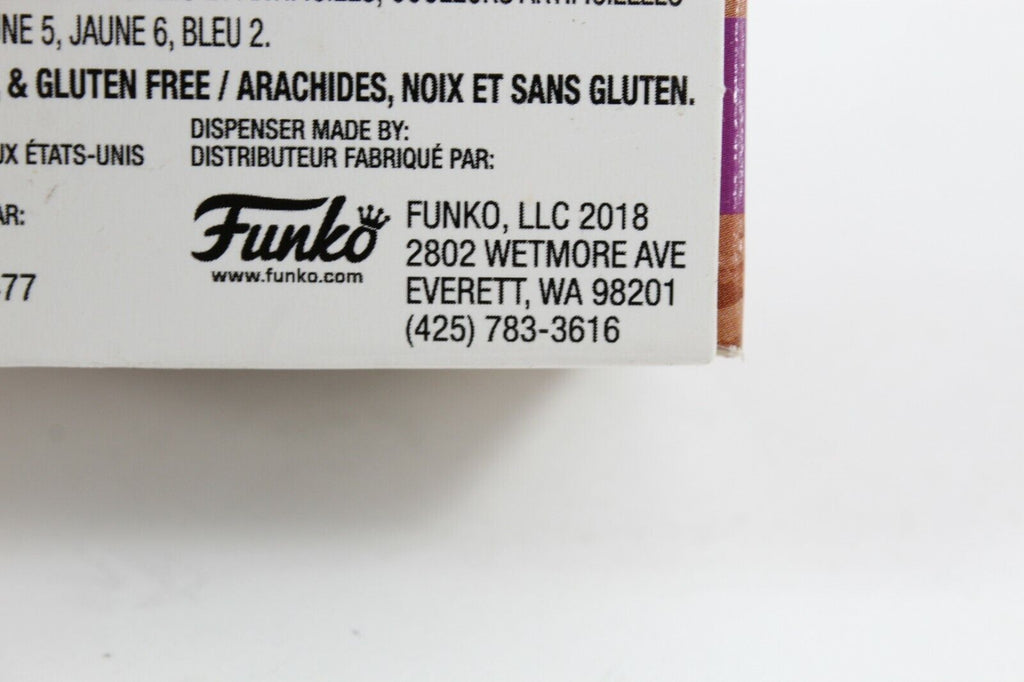 NE 5, JAUNE 6, BLEU 2.
& GLUTEN FREE / ARACHIDES, NOIX ET SANS GLUTEN.
DISPENSER MADE BY:
UX ÉTATS-UNIS
DISTRIBUTEUR FABRIQUÉ PAR:
AR:
Funko
www.funko.com
FUNKO, LLC 2018
2802 WETMORE AVE
EVERETT, WA 98201
(425) 783-3616
77